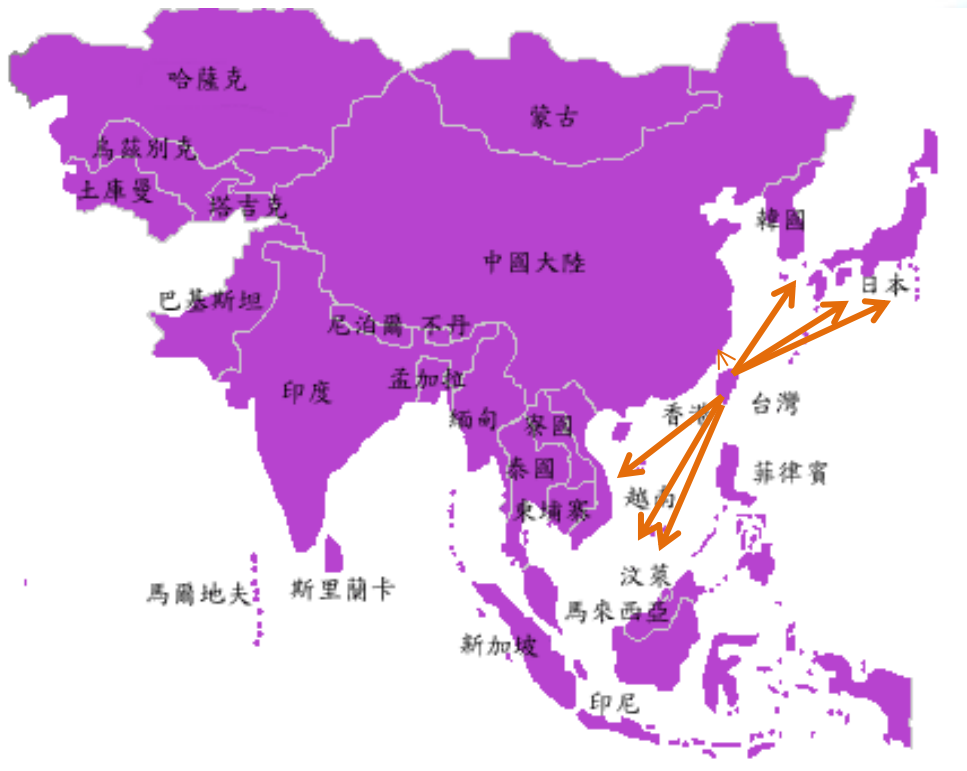 哈薩克
蒙古
烏茲別克
土庫曼
塔吉克
韓國
中國大陸
日本
巴基斯坦
尼泊爾
不丹
孟加拉
印度
緬甸
寮國
香港
台灣
泰國
菲律賓
越南
柬埔寨
汶萊
馬爾地夫
斯里蘭卡
馬來西亞
新加坡
印尼